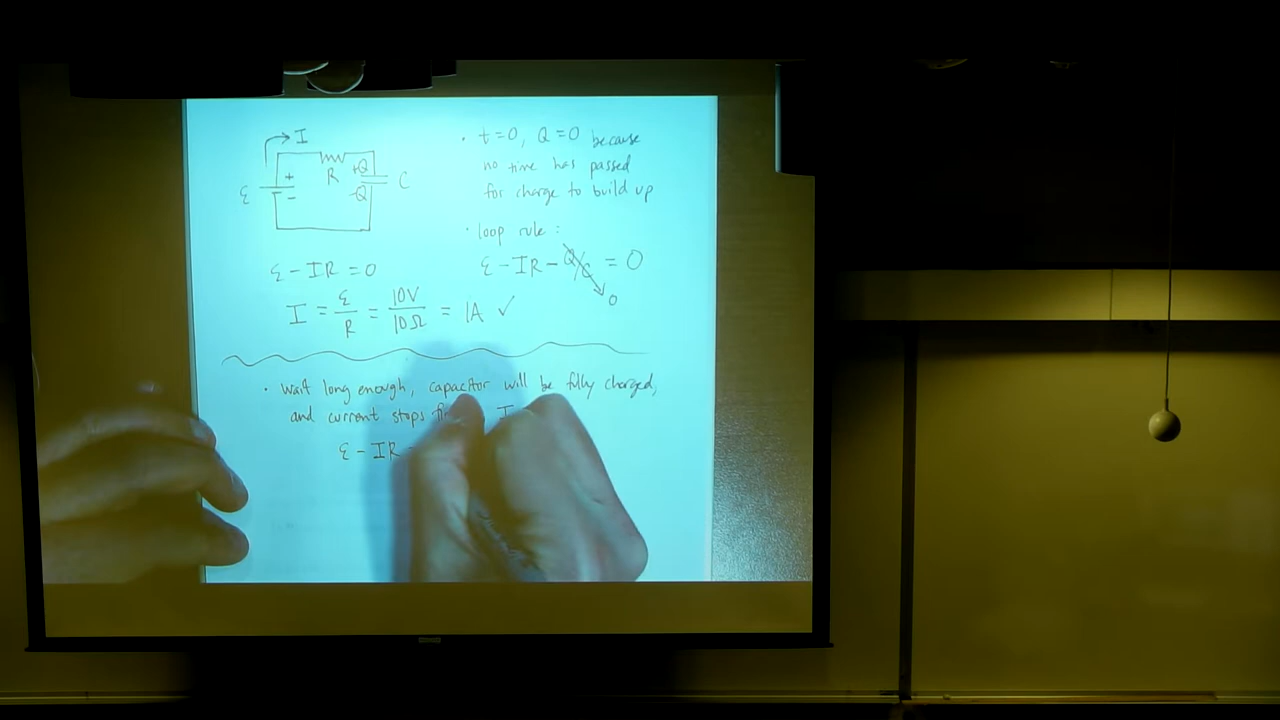 I
R
+Q
-Q
C
ε
+
-
ε - IR = 0
I = ε/R = 10V/10Ω = 1A ✓
· t=0, Q=0 because
no time has passed
for charge to build up
· loop rule :
ε - IR - Q/C = 0
0
· wait long enough, capacitor will be fully charged,
and current stops I
ε - IR -